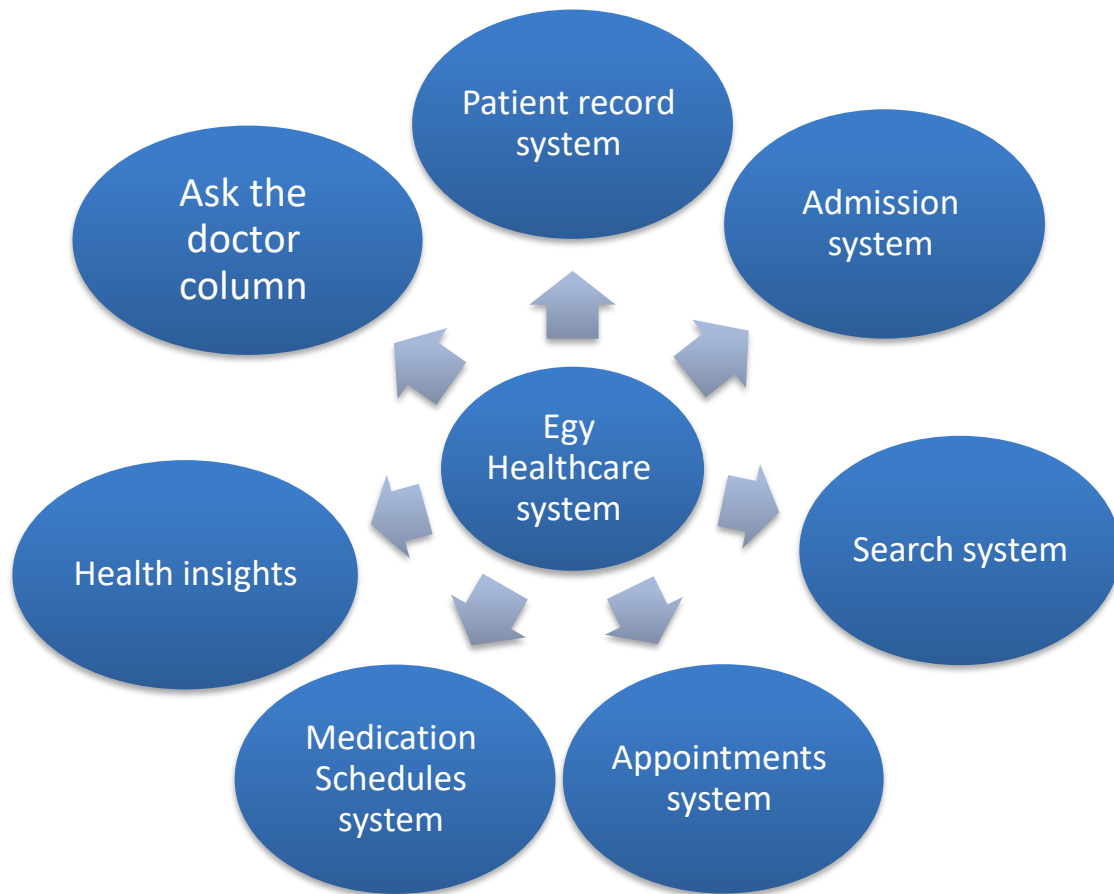 Patient record
system
Admission
system
Search system
Appointments
system
Medication
Schedules
system
Health insights
Ask the
doctor
column
Egy
Healthcare
system